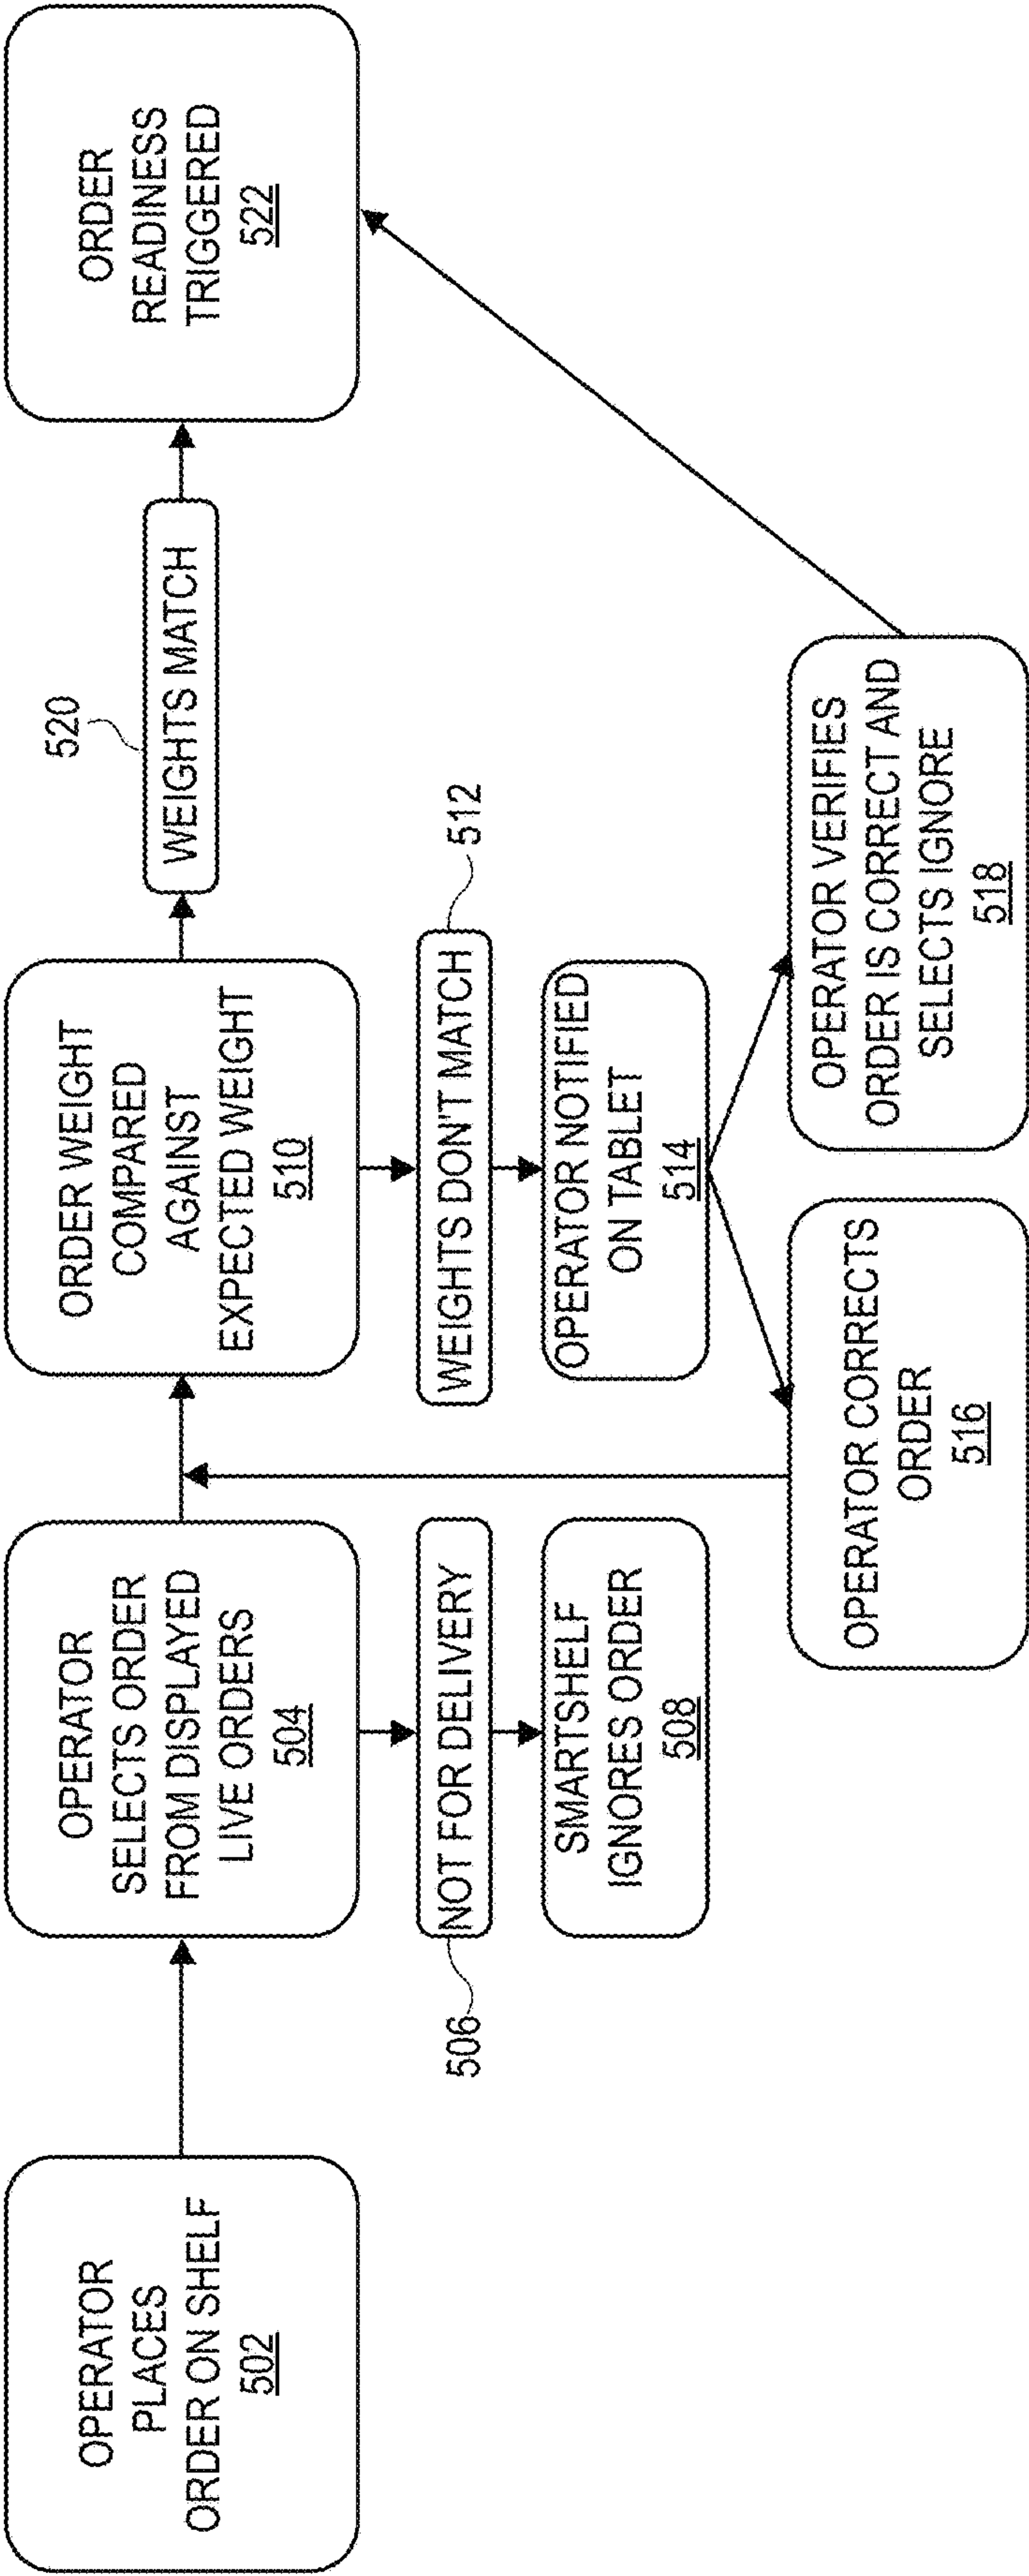 OPERATOR
PLACES
ORDER ON SHELF
502
OPERATOR
SELECTS ORDER
FROM DISPLAYED
LIVE ORDERS
504
506
NOT FOR DELIVERY
SMARTSHELF
IGNORES ORDER
508
ORDER WEIGHT
COMPARED
AGAINST
EXPECTED WEIGHT
510
WEIGHTS DON'T MATCH
512
OPERATOR NOTIFIED
ON TABLET
514
OPERATOR CORRECTS
ORDER
516
OPERATOR VERIFIES
ORDER IS CORRECT AND
SELECTS IGNORE
518
520
WEIGHTS MATCH
ORDER
READINESS
TRIGGERED
522